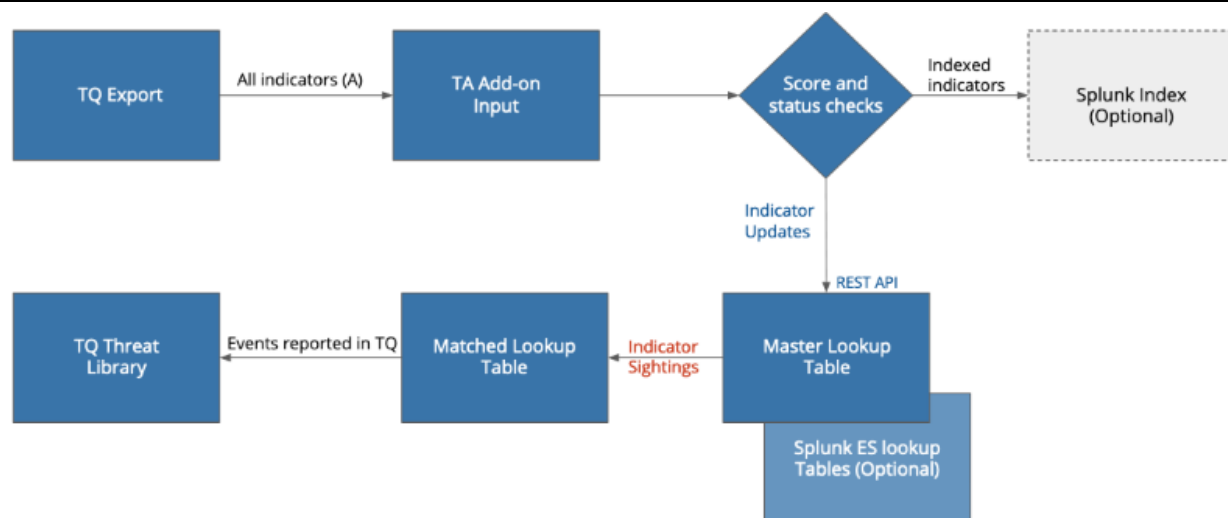 TQ Export
All indicators (A)
TA Add-on
Input
Score and
status checks
Indexed
indicators
Splunk Index
(Optional)
Indicator
Updates
REST API
TQ Threat
Library
Events reported in TQ
Matched Lookup
Table
Indicator
Sightings
Master Lookup
Table
Splunk ES lookup
Tables (Optional)